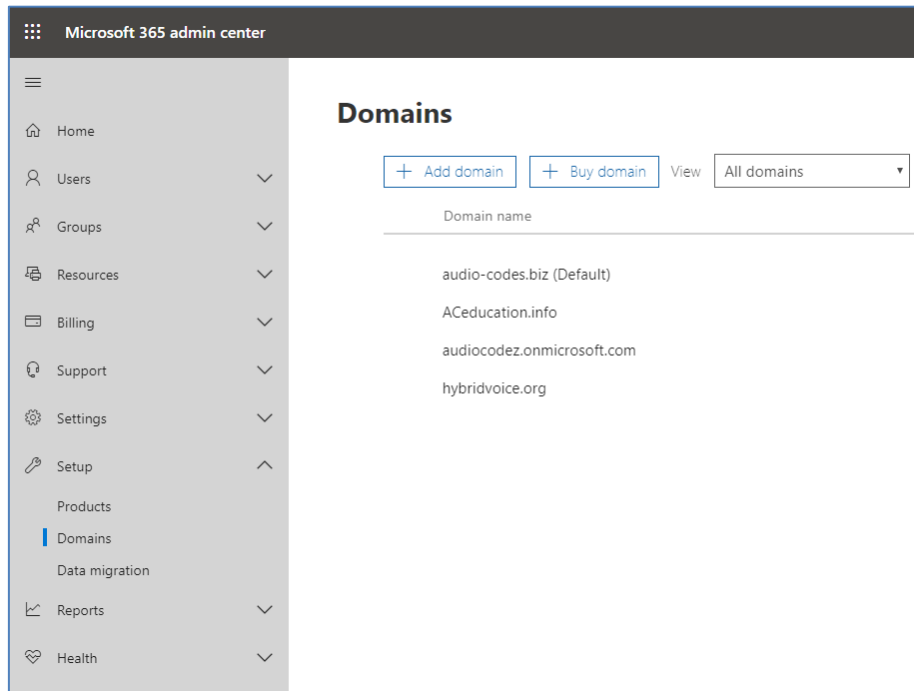 Microsoft 365 admin center
Home
Users
Groups
Resources
Billing
Support
Settings
Setup
Products
Domains
Data migration
Reports
Health
Domains
+ Add domain + Buy domain View All domains
Domain name
audio-codes.biz (Default)
ACeducation.info
audiocodez.onmicrosoft.com
hybridvoice.org